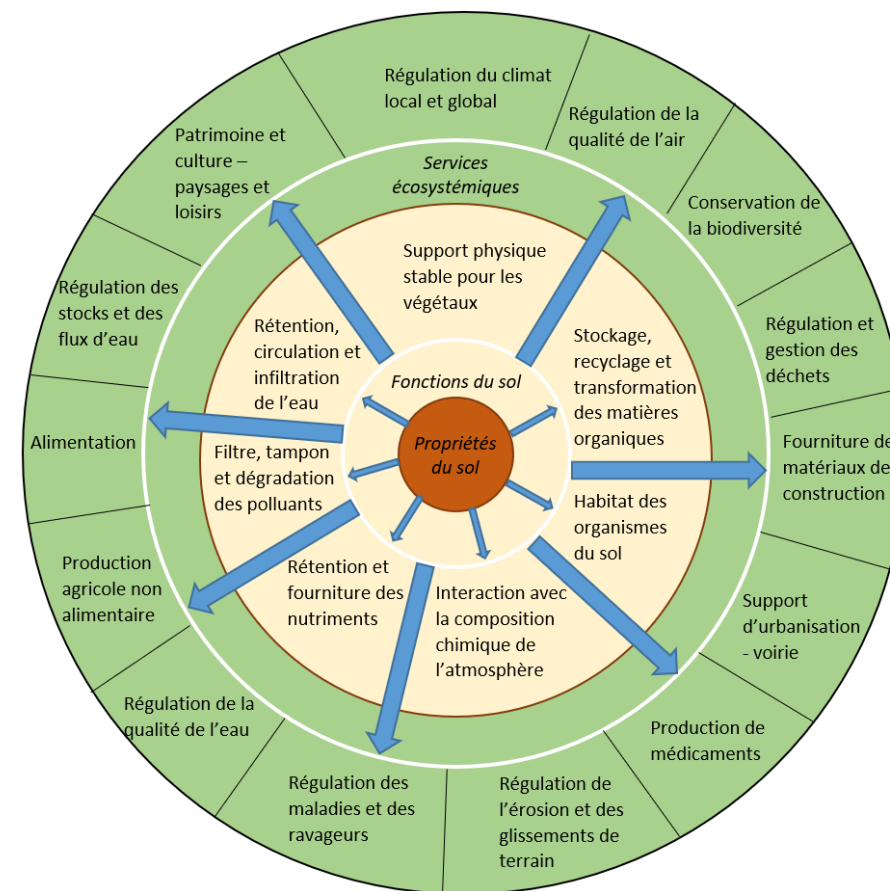 Régulation du climat
local et global
Régulation de la
qualité de l'air
Conservation de
la biodiversité
Régulation et
gestion des
déchets
Fourniture de
matériaux de
construction
Support
d'urbanisation
- voirie
Production de
médicaments
Régulation de
l'érosion et des
glissements de
terrain
Régulation des
maladies et des
ravageurs
Régulation de la
qualité de l'eau
Production
agricole non
alimentaire
Alimentation
Régulation des
stocks et des
flux d'eau
Patrimoine et
culture –
paysages et
loisirs
Services
écosystémiques
Support physique
stable pour les
végétaux
Stockage,
recyclage et
transformation
des matières
organiques
Habitat des
organismes
du sol
Interaction avec
la composition
chimique de
l'atmosphère
Rétention et
fourniture des
nutriments
Filtre, tampon
et dégradation
des polluants
Rétention,
circulation et
infiltration
de l'eau
Fonctions du sol
Propriétés
du sol